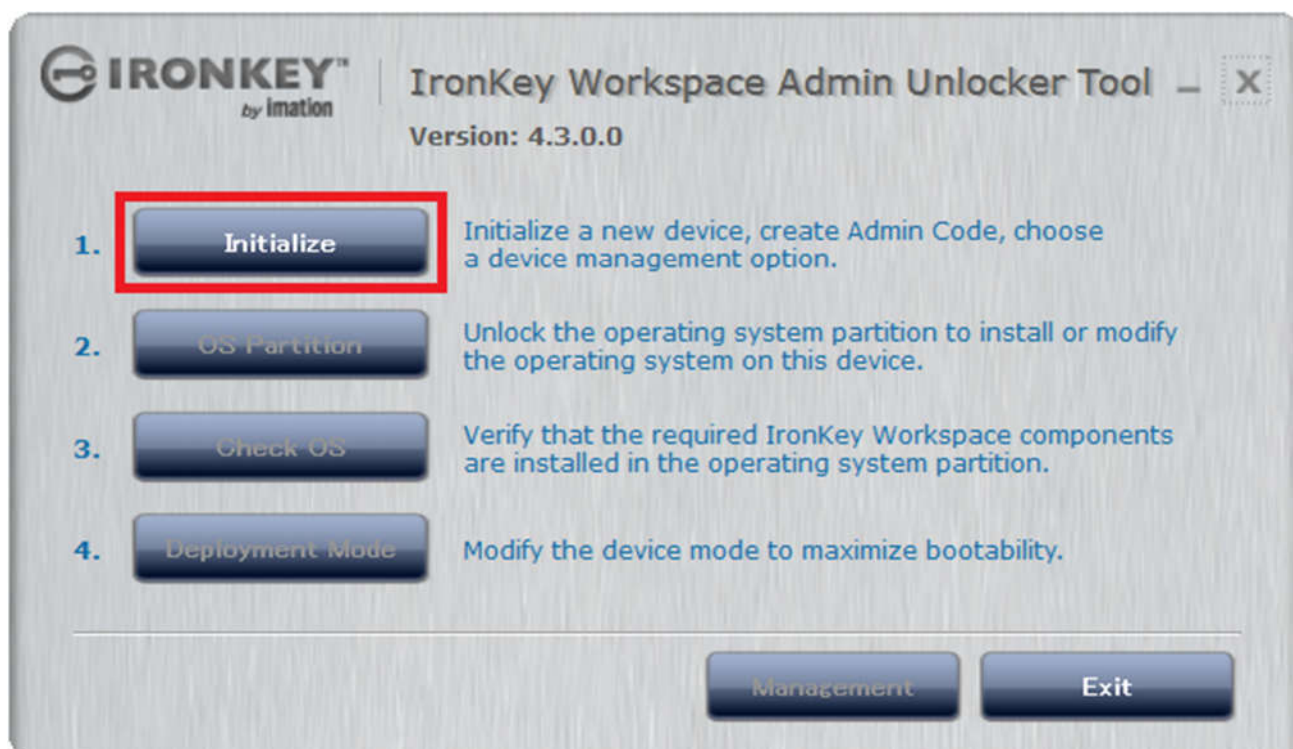 IRONKEY™
by imation
IronKey Workspace Admin Unlocker Tool
Version: 4.3.0.0
1. Initialize
Initialize a new device, create Admin Code, choose
a device management option.
2. OS Partition
Unlock the operating system partition to install or modify
the operating system on this device.
3. Check OS
Verify that the required IronKey Workspace components
are installed in the operating system partition.
4. Deployment Mode
Modify the device mode to maximize bootability.
Management
Exit